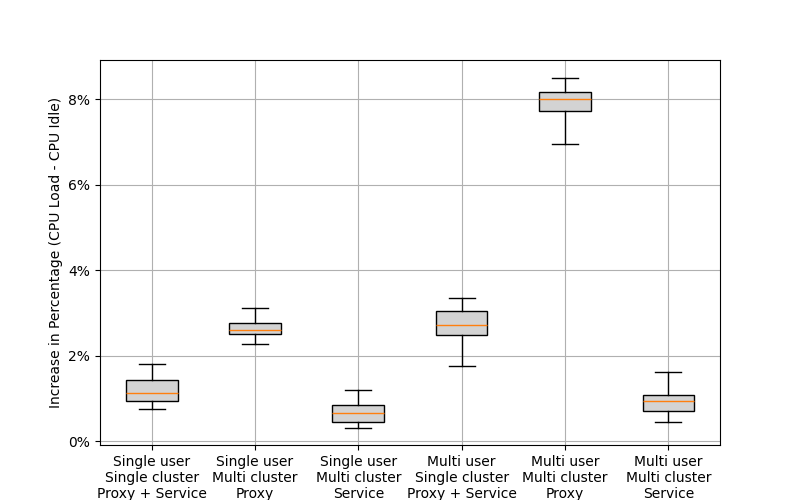 Increase in Percentage (CPU Load - CPU Idle)
8%
6%
4%
2%
0%
Single user
Single cluster
Proxy + Service
Single user
Multi cluster
Proxy
Single user
Multi cluster
Service
Multi user
Single cluster
Proxy + Service
Multi user
Multi cluster
Proxy
Multi user
Multi cluster
Service